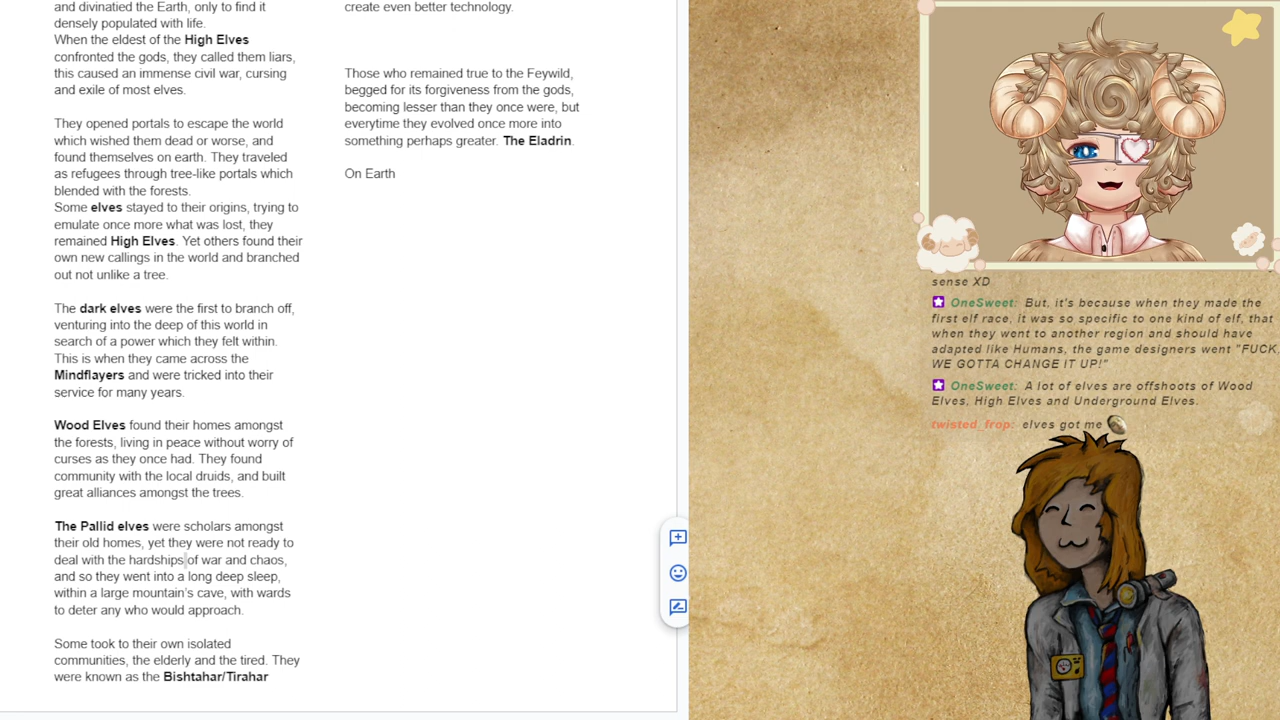 and divinatied the Earth, only to find it
densely populated with life.
When the eldest of the High Elves
confronted the gods, they called them liars,
this caused an immense civil war, cursing
and exile of most elves.
They opened portals to escape the world
which wished them dead or worse, and
found themselves on earth. They traveled
as refugees through tree-like portals which
blended with the forests.
Some elves stayed to their origins, trying to
emulate once more what was lost, they
remained High Elves. Yet others found their
own new callings in the world and branched
out not unlike a tree.
The dark elves were the first to branch off,
venturing into the deep of this world in
search of a power which they felt within.
This is when they came across the
Mindflayers and were tricked into their
service for many years.
Wood Elves found their homes amongst
the forests, living in peace without worry of
curses as they once had. They found
community with the local druids, and built
great alliances amongst the trees.
The Pallid elves were scholars amongst
their old homes, yet they were not ready to
deal with the hardships of war and chaos,
and so they went into a long deep sleep,
within a large mountain's cave, with wards
to deter any who would approach.
Some took to their own isolated
communities, the elderly and the tired. They
were known as the Bishtahar/Tirahar
create even better technology.
Those who remained true to the Feywild,
begged for its forgiveness from the gods,
becoming lesser than they once were, but
everytime they evolved once more into
something perhaps greater. The Eladrin.
On Earth
sense XD
OneSweet: But, it's because when they made the
first elf race, it was so specific to one kind of elf, that
when they went to another region and should have
adapted like Humans, the game designers went "FUCK,
WE GOTTA CHANGE IT UP!"
OneSweet: A lot of elves are offshoots of Wood
Elves, High Elves and Underground Elves.
twisted_frop: elves got me